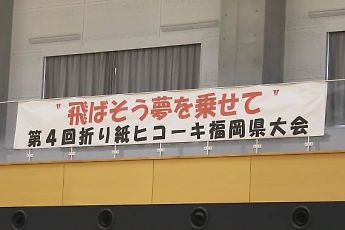 "飛ばそう夢を乗せて"
第4回折り紙ヒコーキ福岡県大会